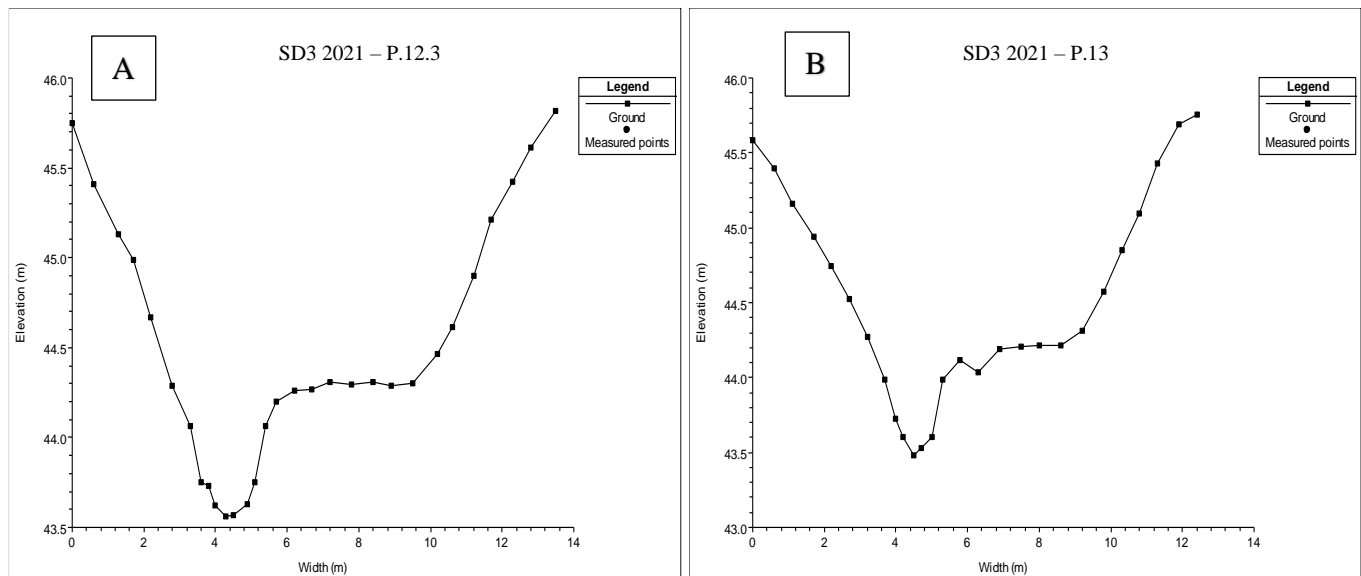 A
SD3 2021 – P.12.3
46.0
45.5
45.0
44.5
44.0
43.5
Elevation (m)
0 2 4 6 8 10 12 14
Width (m)
Legend
Ground
Measured points
B
SD3 2021 – P.13
46.0
45.5
45.0
44.5
44.0
43.5
43.0
Elevation (m)
0 2 4 6 8 10 12 14
Width (m)
Legend
Ground
Measured points